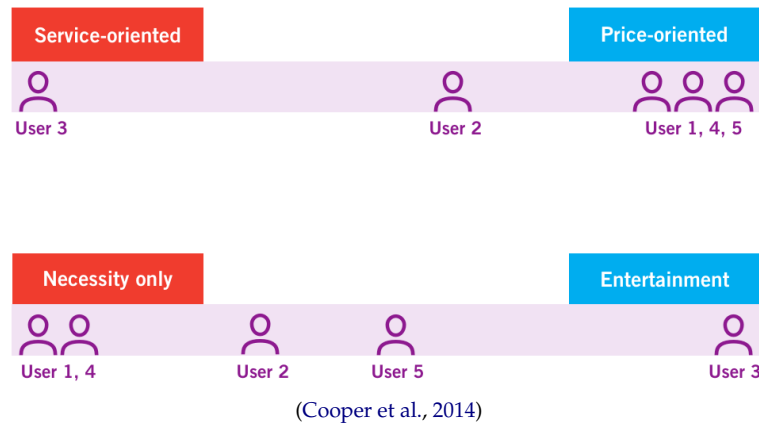 Service-oriented Price-oriented
User 3 User 2 User 1, 4, 5
Necessity only Entertainment
User 1, 4 User 2 User 5 User 3
(Cooper et al., 2014)